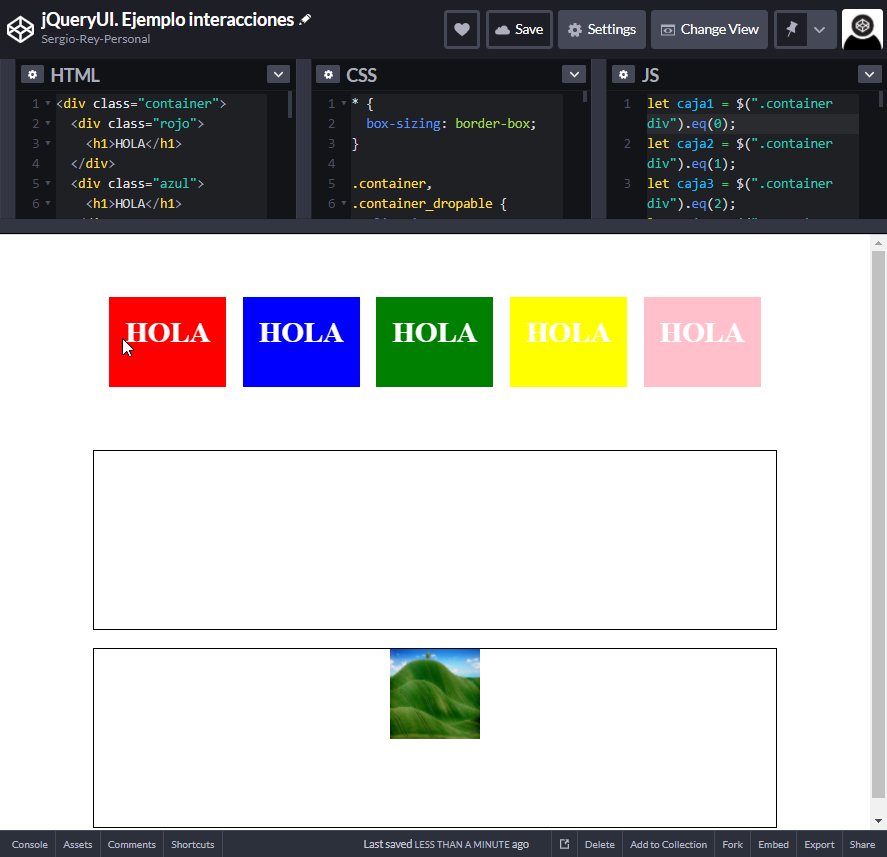 jQueryUI. Ejemplo interacciones
Sergio-Rey-Personal
Save
Settings
Change View
HTML
1 <div class="container">
2 <div class="rojo">
3 <h1>HOLA</h1>
4 </div>
5 <div class="azul">
6 <h1>HOLA</h1>
CSS
1 * {
2 box-sizing: border-box;
3 }
4
5 .container,
6 .container_dropable {
JS
1 let caja1 = $(".container
div").eq(0);
2 let caja2 = $(".container
div").eq(1);
3 let caja3 = $(".container
div").eq(2);
HOLA HOLA HOLA HOLA HOLA
Console Assets Comments Shortcuts Last saved LESS THAN A MINUTE ago Delete Add to Collection Fork Embed Export Share